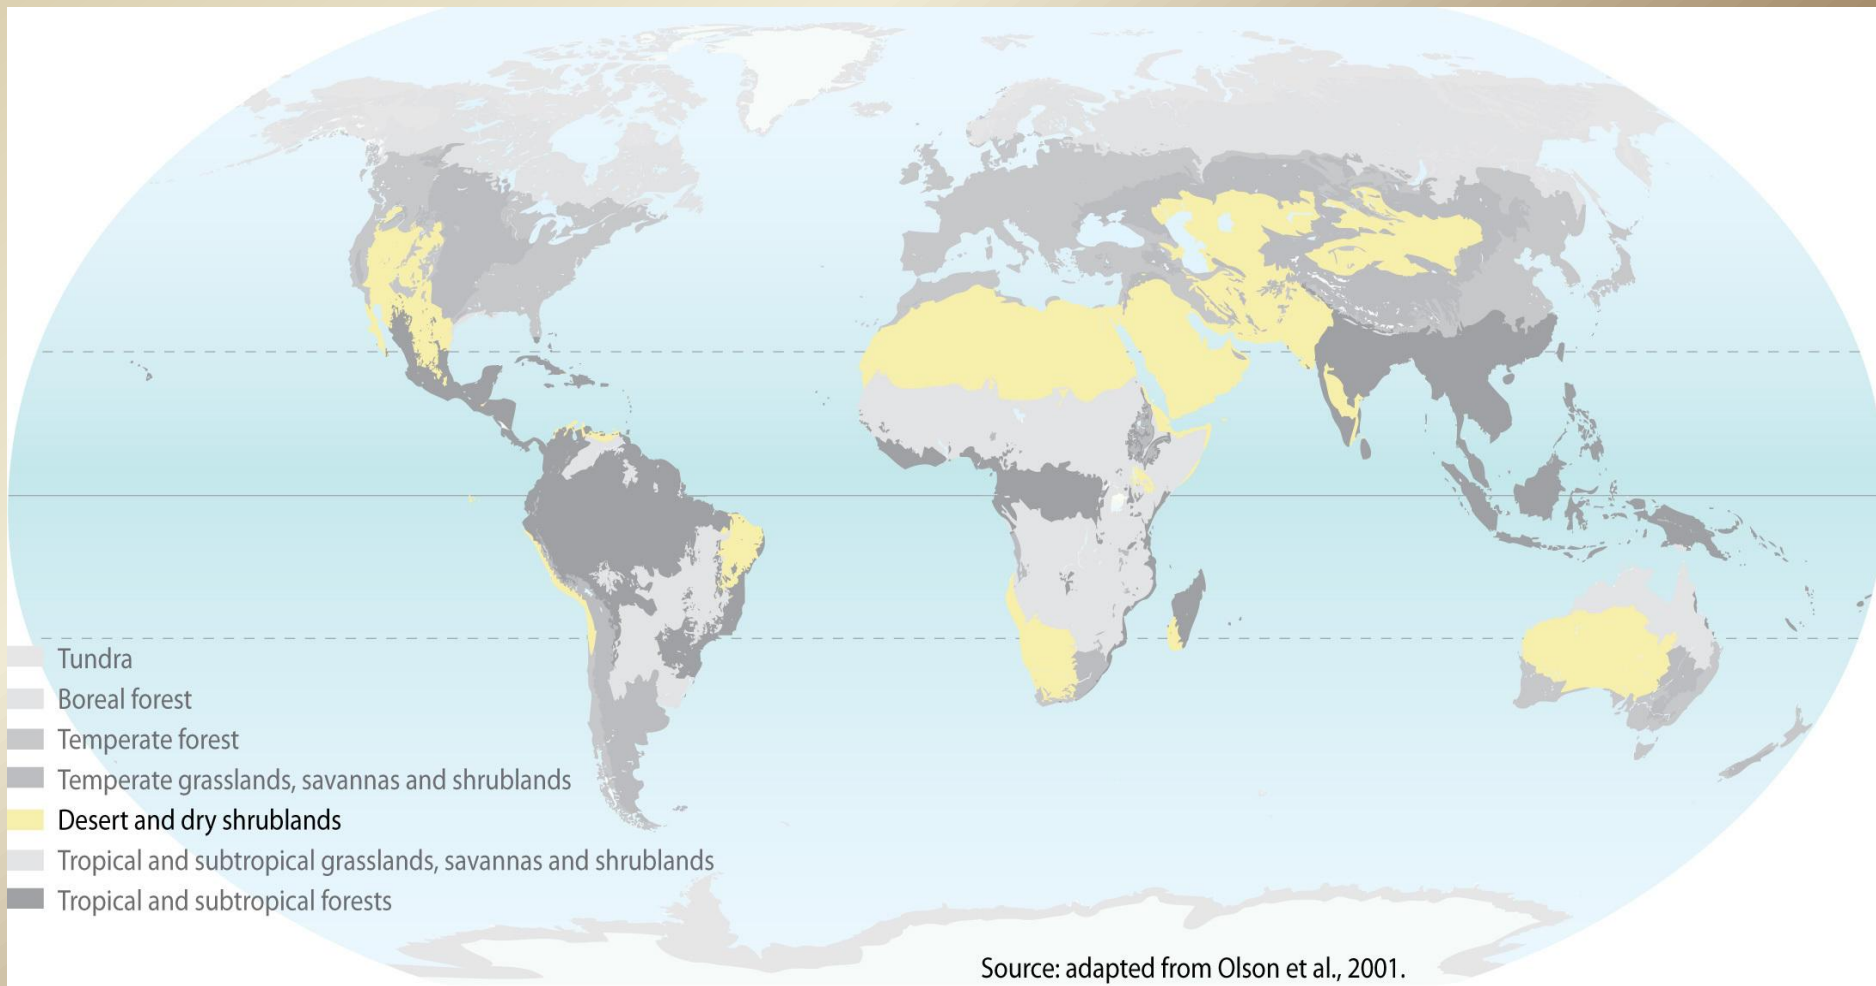 Tundra
Boreal forest
Temperate forest
Temperate grasslands, savannas and shrublands
Desert and dry shrublands
Tropical and subtropical grasslands, savannas and shrublands
Tropical and subtropical forests
Source: adapted from Olson et al., 2001.